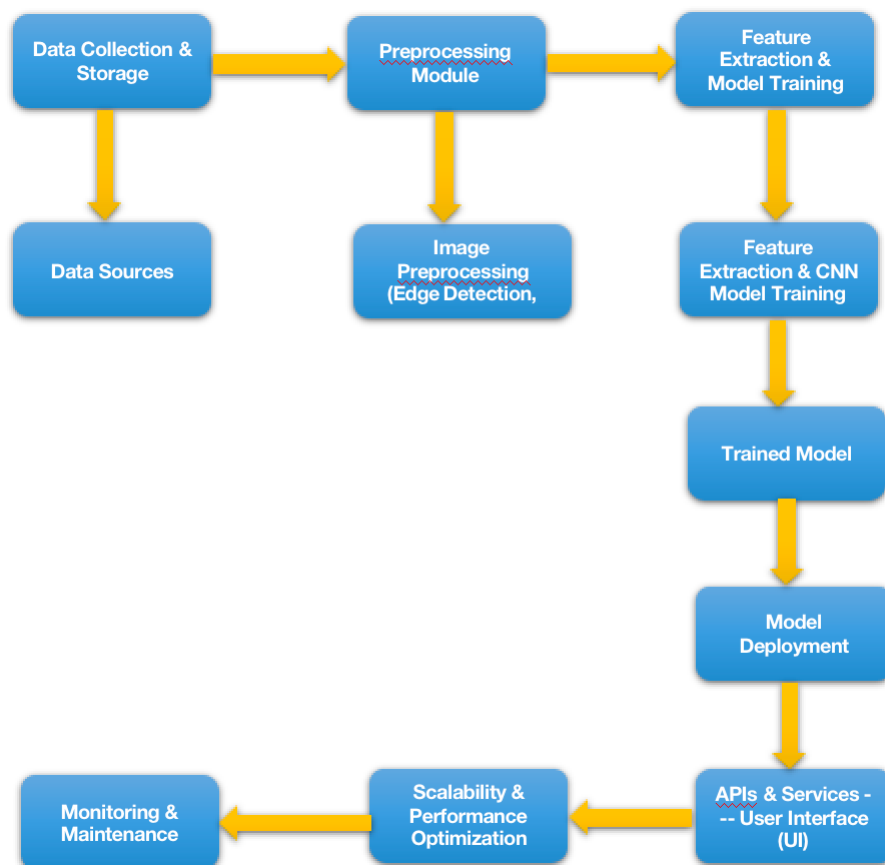 Data Collection &
Storage
Preprocessing
Module
Feature
Extraction &
Model Training
Data Sources
Image
Preprocessing
(Edge Detection,
Feature
Extraction & CNN
Model Training
Trained Model
Model
Deployment
Monitoring &
Maintenance
Scalability &
Performance
Optimization
APIs & Services -
-- User Interface
(UI)